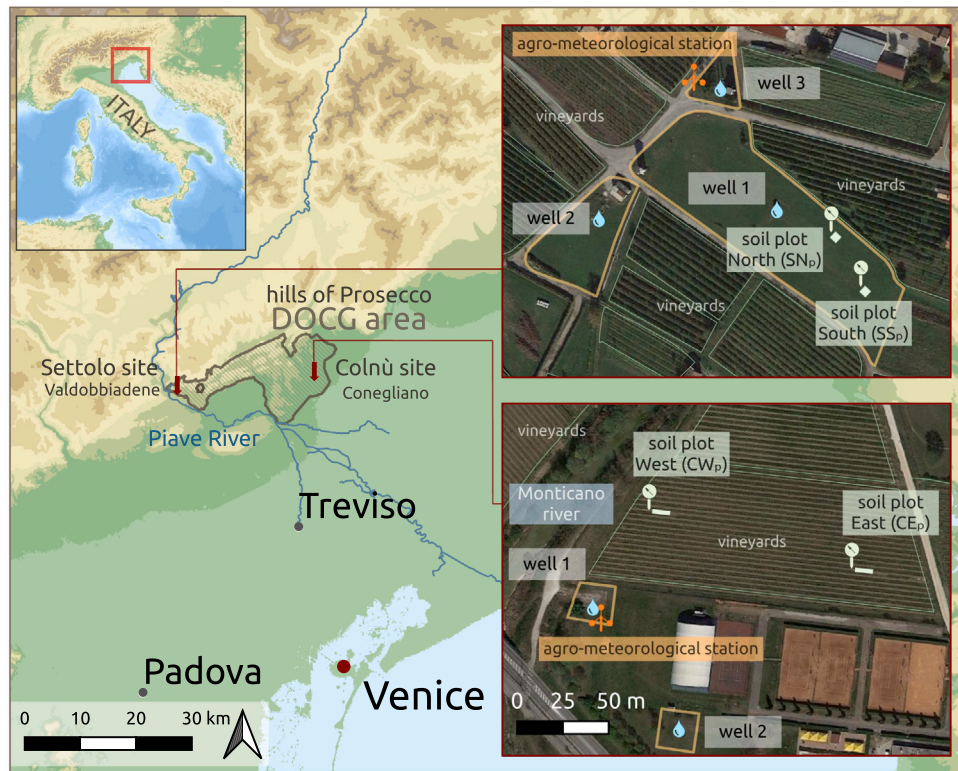 ITALY
hills of Prosecco
DOCG area
Settolo site
Valdobbiadene
Colnù site
Conegliano
Piave River
Treviso
Padova
Venice
0 10 20 30 km
agro-meteorological station
well 3
vineyards
well 1
vineyards
well 2
soil plot
North (SNₚ)
soil plot
South (SSₚ)
vineyards
vineyards
soil plot
West (CWₚ)
Monticano
river
soil plot
East (CEₚ)
vineyards
well 1
agro-meteorological station
0 25 50 m
well 2